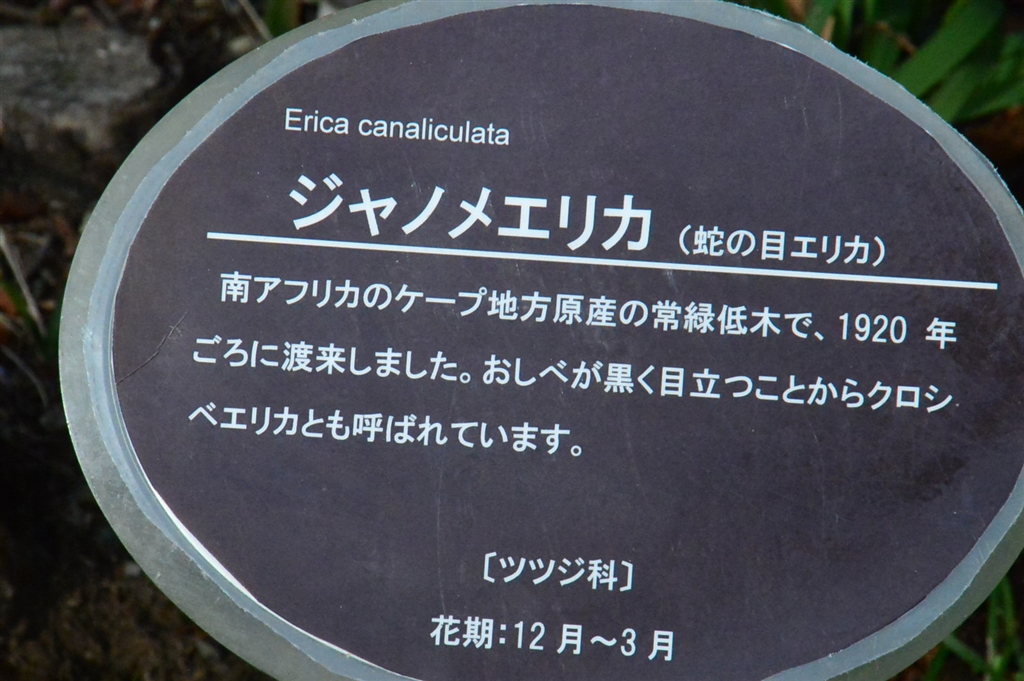 Erica canaliculata
ジャノメエリカ （蛇の目エリカ）
南アフリカのケープ地方原産の常緑低木で、1920 年
ごろに渡来しました。おしべが黒く目立つことからクロシ
ベエリカとも呼ばれています。
〔ツツジ科〕
花期：12 月～3 月